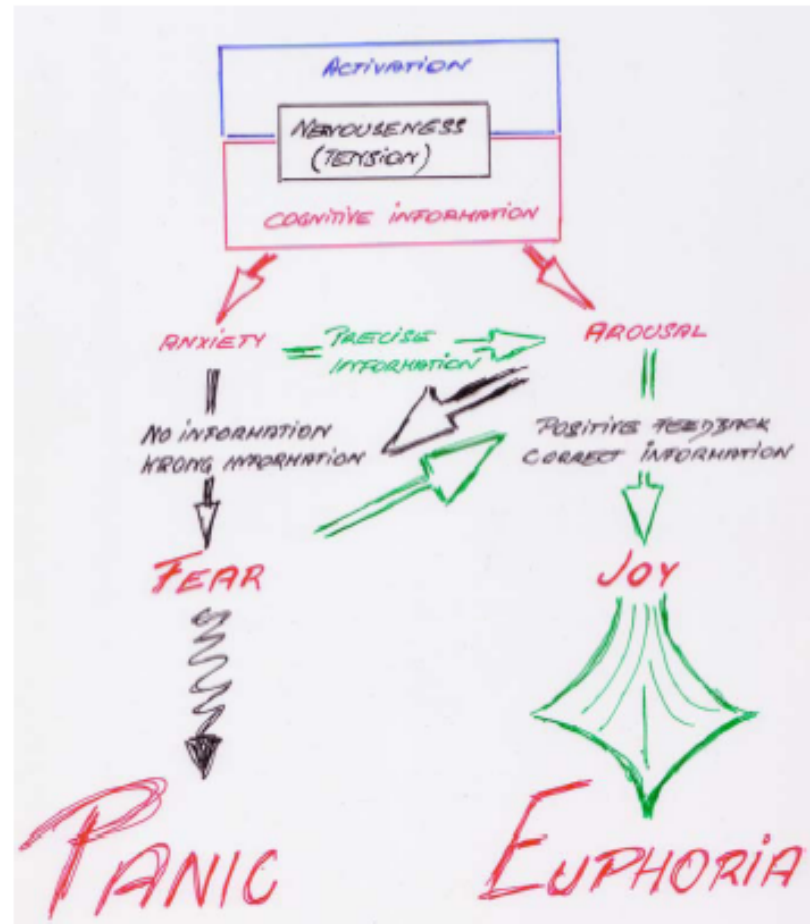 ACTIVATION
NERVOUSENESS
(TENSION)
COGNITIVE INFORMATION
ANXIETY
PRECISE
INFORMATION
AROUSAL
NO INFORMATION
WRONG INFORMATION
POSITIVE FEEDBACK
CORRECT INFORMATION
FEAR
JOY
PANIC
EUPHORIA